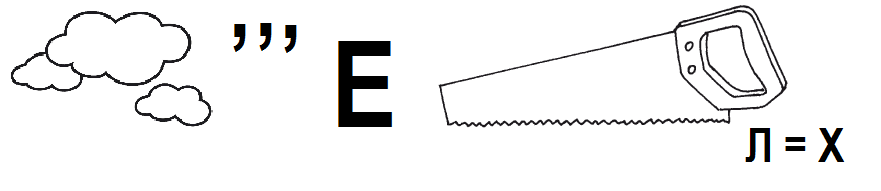 ,,, Е
Л = Х